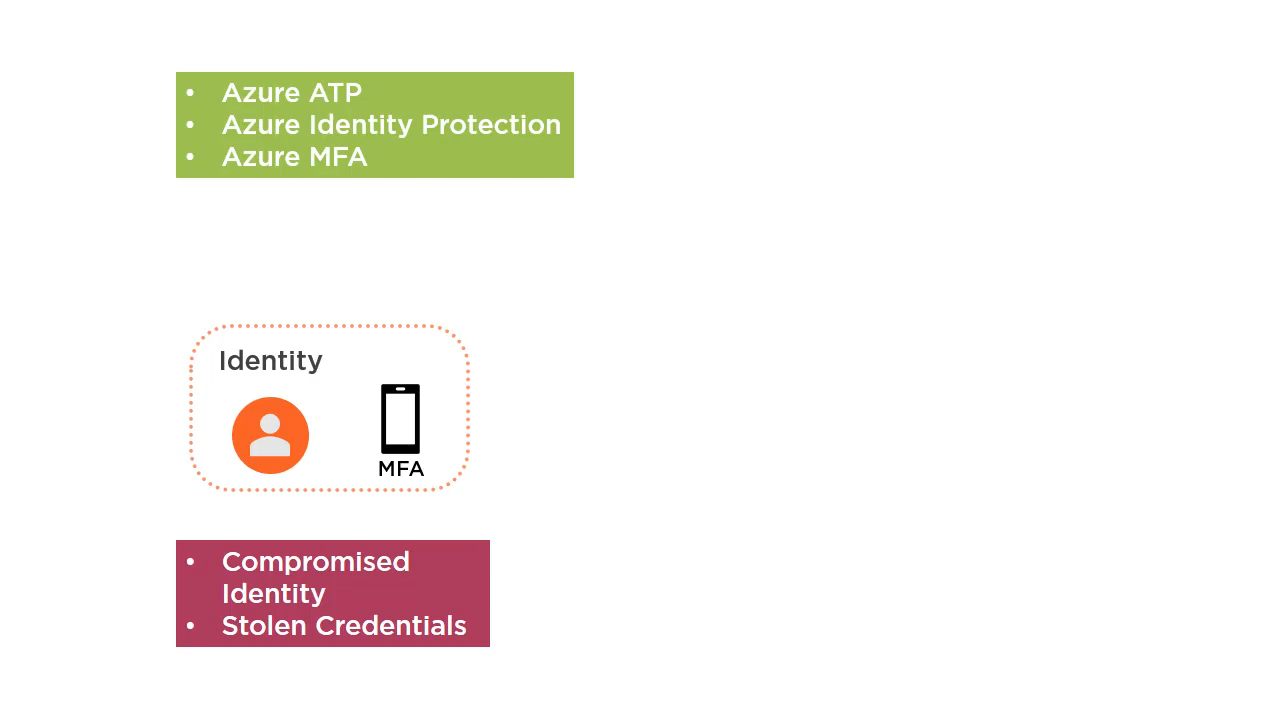 • Azure ATP
• Azure Identity Protection
• Azure MFA
Identity
MFA
• Compromised
Identity
• Stolen Credentials